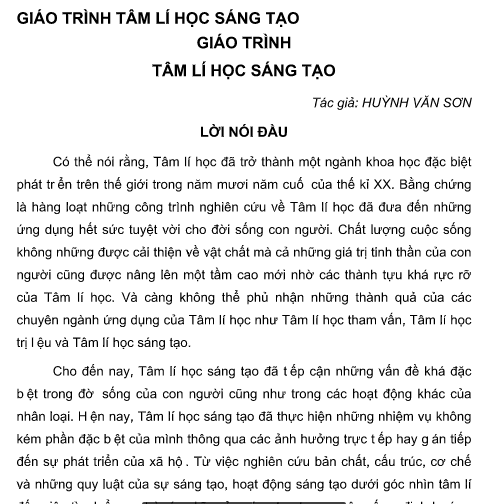 GIÁO TRÌNH TÂM LÍ HỌC SÁNG TẠO
GIÁO TRÌNH
TÂM LÍ HỌC SÁNG TẠO
Tác giả: HUỲNH VĂN SƠN
LỜI NÓI ĐẦU
Có thể nói rằng, Tâm lí học đã trở thành một ngành khoa học đặc biệt
phát tr ển trên thế giới trong năm mươi năm cuố của thế kỉ XX. Bằng chứng
là hàng loạt những công trình nghiên cứu về Tâm lí học đã đưa đến những
ứng dụng hết sức tuyệt vời cho đời sống con người. Chất lượng cuộc sống
không những được cải thiện về vật chất mà cả những giá trị tinh thần của con
người cũng được nâng lên một tầm cao mới nhờ các thành tựu khá rực rỡ
của Tâm lí học. Và càng không thể phủ nhận những thành quả của các
chuyên ngành ứng dụng của Tâm lí học như Tâm lí học tham vấn, Tâm lí học
trị l ệu và Tâm lí học sáng tạo.
Cho đến nay, Tâm lí học sáng tạo đã t ếp cận những vấn đề khá đặc
b ệt trong đờ sống của con người cũng như trong các hoạt động khác của
nhân loại. H ện nay, Tâm lí học sáng tạo đã thực hiện những nhiệm vụ không
kém phần đặc b ệt của mình thông qua các ảnh hưởng trực t ếp hay g án tiếp
đến sự phát triển của xã hộ . Từ việc nghiên cứu bản chất, cấu trúc, cơ chế
và những quy luật của sự sáng tạo, hoạt động sáng tạo dưới góc nhìn tâm lí